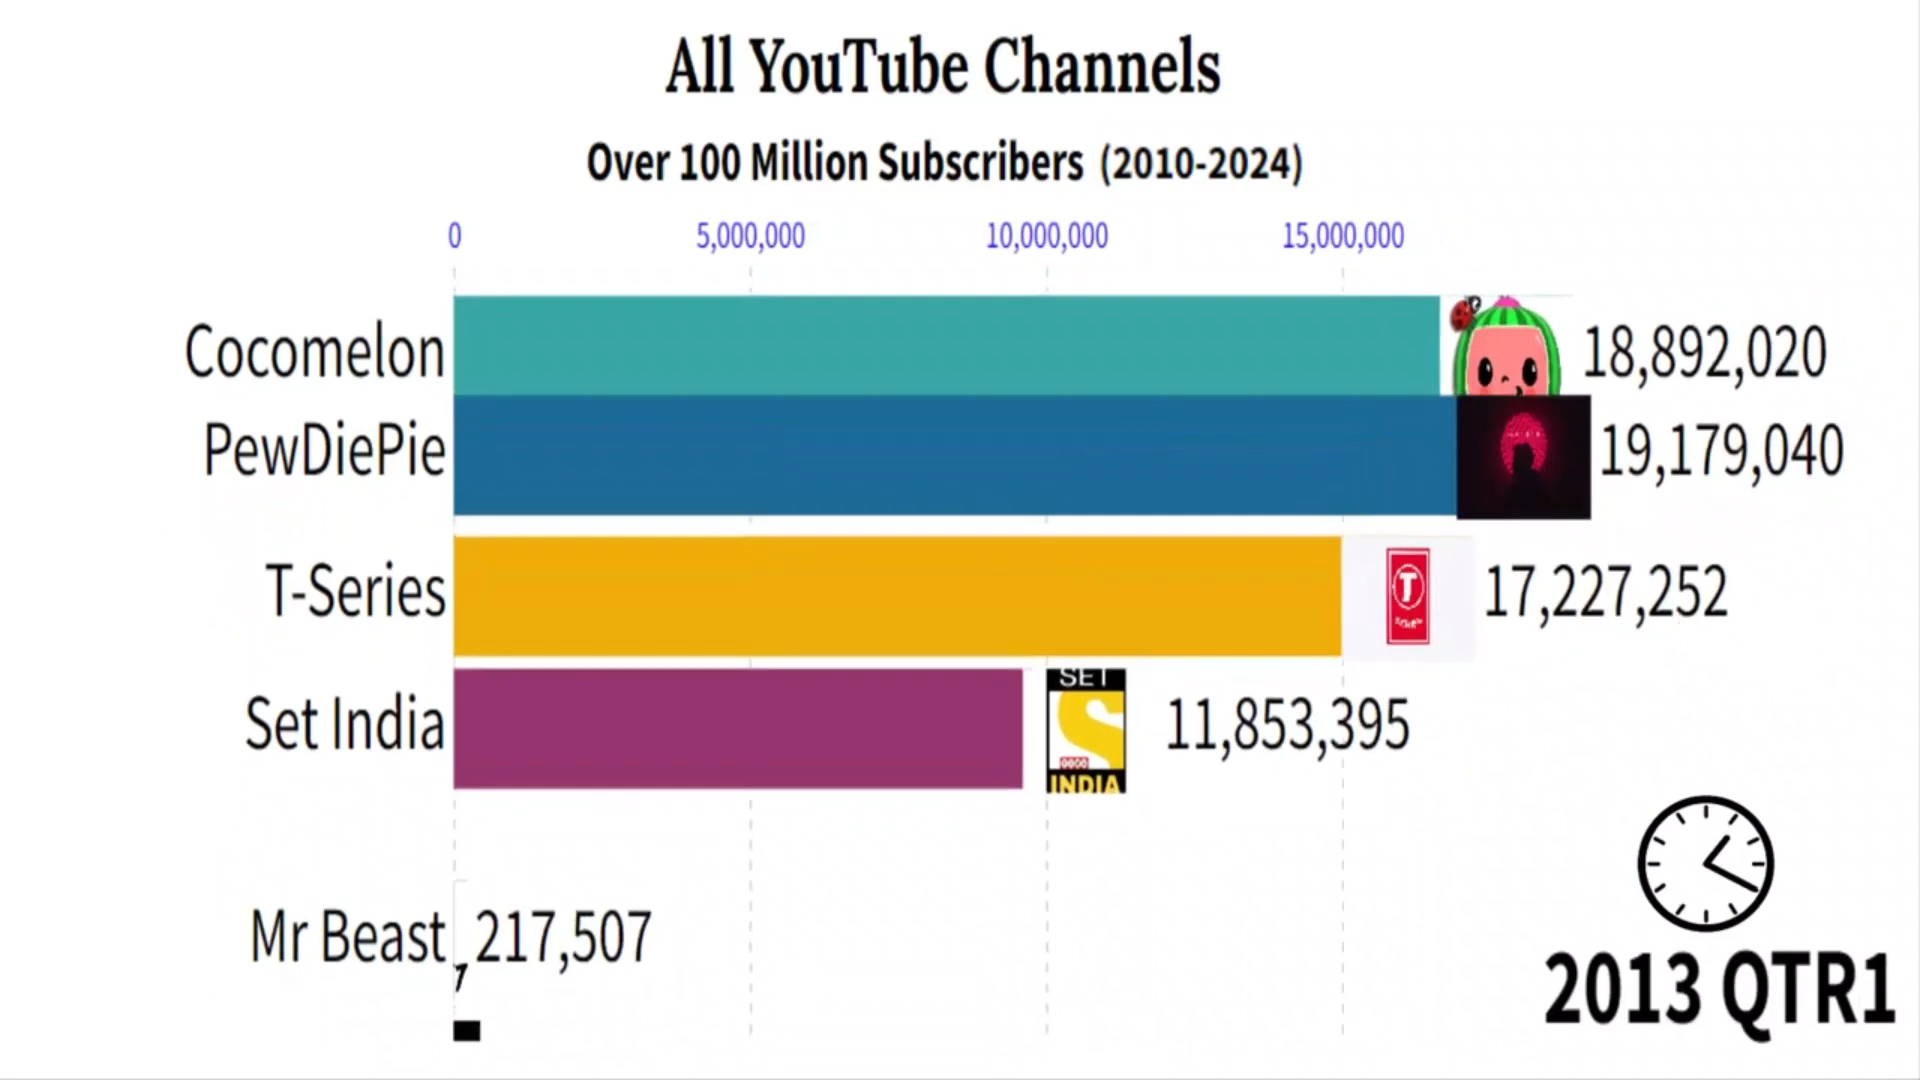 All YouTube Channels
Over 100 Million Subscribers (2010-2024)
0 5,000,000 10,000,000 15,000,000
Cocomelon 18,892,020
PewDiePie 19,179,040
T-Series T 17,227,252
Set India SET INDIA 11,853,395
Mr Beast 217,507
2013 QTR1